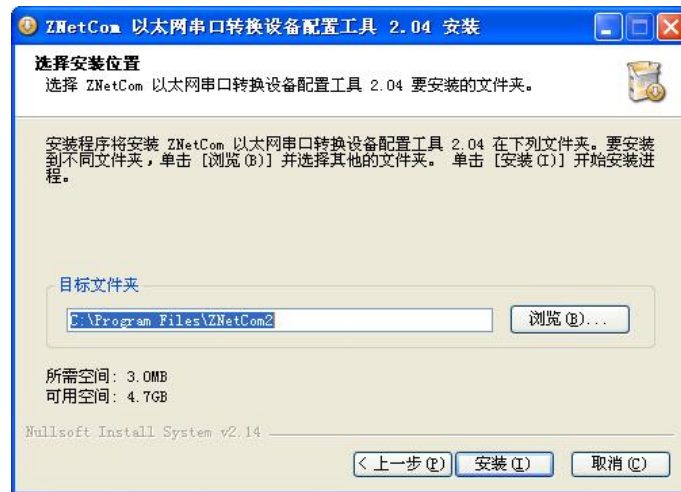 ZNetCom 以太网串口转换设备配置工具 2.04 安装
选择安装位置
选择 ZNetCom 以太网串口转换设备配置工具 2.04 要安装的文件夹。
安装程序将安装 ZNetCom 以太网串口转换设备配置工具 2.04 在下列文件夹。要安装
到不同文件夹，单击 [浏览(B)] 并选择其他的文件夹。 单击 [安装(I)] 开始安装进
程。
目标文件夹
C:\Program Files\ZNetCom2
浏览(B)...
所需空间: 3.0MB
可用空间: 4.7GB
Nullsoft Install System v2.14
< 上一步(P) 安装(I) 取消(C)